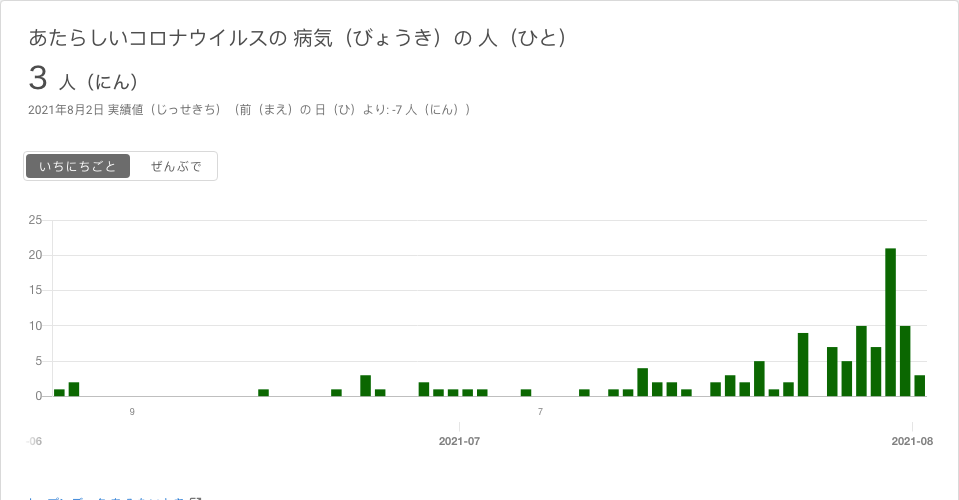 あたらしいコロナウイルスの 病気（びょうき）の 人（ひと）
3 人（にん）
2021年8月2日 実績値（じっせきち）（前（まえ）の 日（ひ）より: -7 人（にん））
いちにちごと ぜんぶで
25
20
15
10
5
0
9 7
-06 2021-07 2021-08